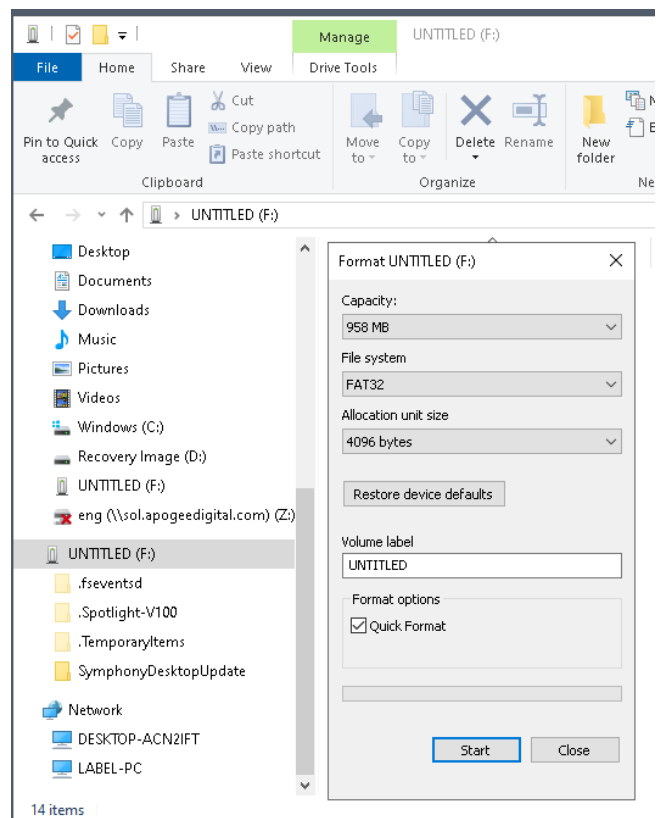 Manage
UNTITLED (F:)
File
Home
Share
View
Drive Tools
Pin to Quick
access
Copy
Paste
Cut
Copy path
Paste shortcut
Move
to
Copy
to
Delete
Rename
New
folder
Clipboard
Organize
Ne
UNTITLED (F:)
Desktop
Documents
Downloads
Music
Pictures
Videos
Windows (C:)
Recovery Image (D:)
UNTITLED (F:)
eng (\\sol.apogeedigital.com) (Z:)
UNTITLED (F:)
.fseventsd
.Spotlight-V100
.TemporaryItems
SymphonyDesktopUpdate
Network
DESKTOP-ACN2IFT
LABEL-PC
14 items
Format UNTITLED (F:)
Capacity:
958 MB
File system
FAT32
Allocation unit size
4096 bytes
Restore device defaults
Volume label
UNTITLED
Format options
Quick Format
Start
Close